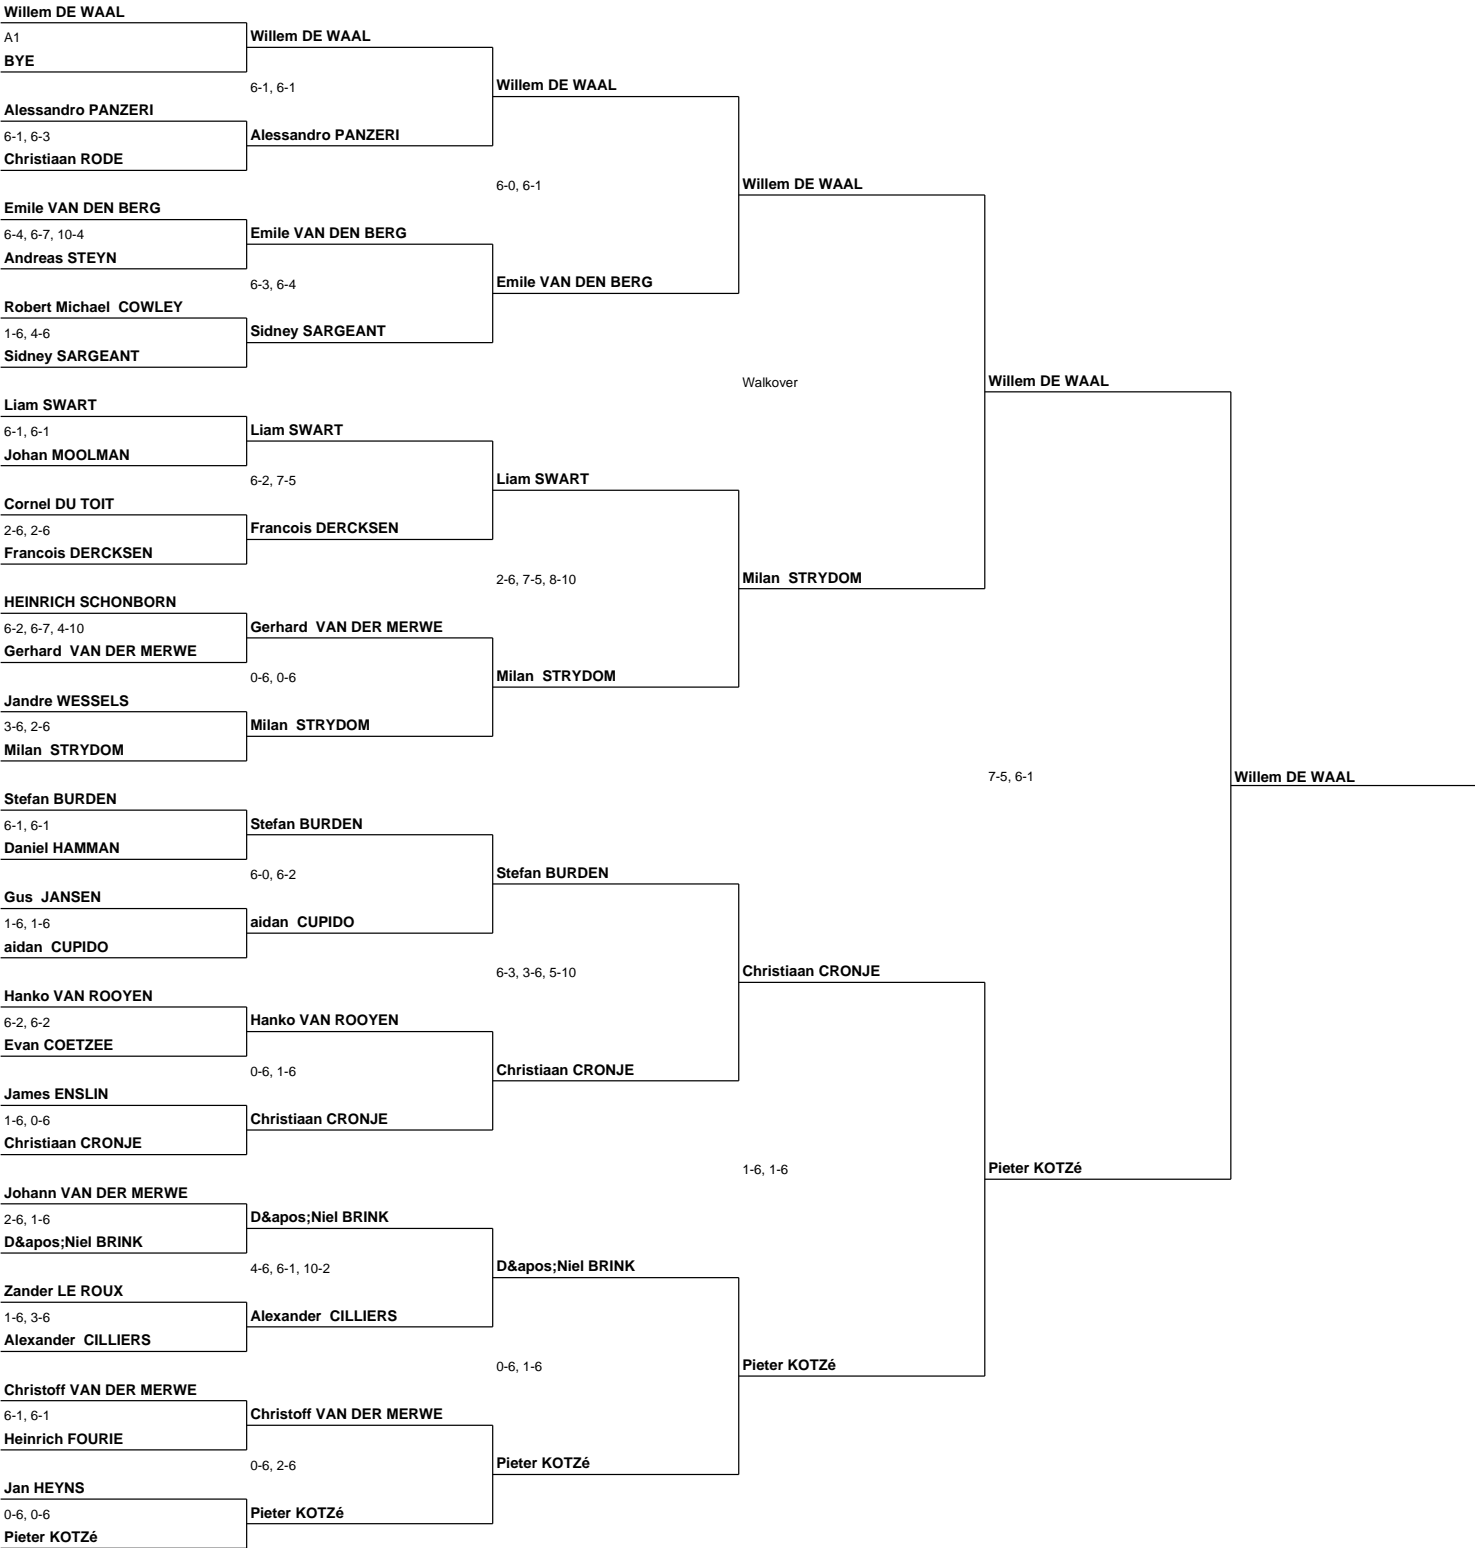 Willem DE WAAL
A1
BYE
Alessandro PANZERI
6-1, 6-3
Christiaan RODE
Emile VAN DEN BERG
6-4, 6-7, 10-4
Andreas STEYN
Robert Michael  COWLEY
1-6, 4-6
Sidney SARGEANT
Liam SWART
6-1, 6-1
Johan MOOLMAN
Cornel DU TOIT
2-6, 2-6
Francois DERCKSEN
HEINRICH SCHONBORN
6-2, 6-7, 4-10
Gerhard  VAN DER MERWE
Jandre WESSELS
3-6, 2-6
Milan  STRYDOM
Stefan BURDEN
6-1, 6-1
Daniel HAMMAN
Gus  JANSEN
1-6, 1-6
aidan  CUPIDO
Hanko VAN ROOYEN
6-2, 6-2
Evan COETZEE
James ENSLIN
1-6, 0-6
Christiaan CRONJE
Johann VAN DER MERWE
2-6, 1-6
D&apos;Niel BRINK
Zander LE ROUX
1-6, 3-6
Alexander  CILLIERS
Christoff VAN DER MERWE
6-1, 6-1
Heinrich FOURIE
Jan HEYNS
0-6, 0-6
Pieter KOTZé
Willem DE WAAL
6-1, 6-1
Alessandro PANZERI
Emile VAN DEN BERG
6-3, 6-4
Sidney SARGEANT
Liam SWART
6-2, 7-5
Francois DERCKSEN
Gerhard  VAN DER MERWE
0-6, 0-6
Milan  STRYDOM
Stefan BURDEN
6-0, 6-2
aidan  CUPIDO
Hanko VAN ROOYEN
0-6, 1-6
Christiaan CRONJE
D&apos;Niel BRINK
4-6, 6-1, 10-2
Alexander  CILLIERS
Christoff VAN DER MERWE
0-6, 2-6
Pieter KOTZé
Willem DE WAAL
6-0, 6-1
Emile VAN DEN BERG
Liam SWART
2-6, 7-5, 8-10
Milan  STRYDOM
Stefan BURDEN
6-3, 3-6, 5-10
Christiaan CRONJE
D&apos;Niel BRINK
0-6, 1-6
Pieter KOTZé
Willem DE WAAL
Walkover
Milan  STRYDOM
Christiaan CRONJE
1-6, 1-6
Pieter KOTZé
Willem DE WAAL
7-5, 6-1
Pieter KOTZé
Willem DE WAAL